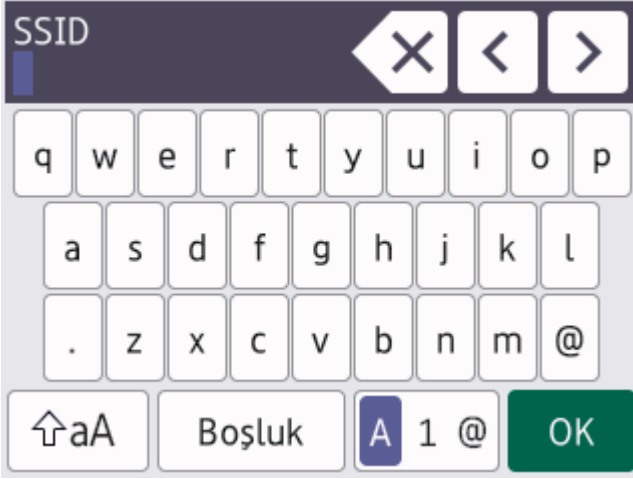 SSID
q w e r t y u i o p
a s d f g h j k l
. z x c v b n m @
aA Boşluk A 1 @ OK